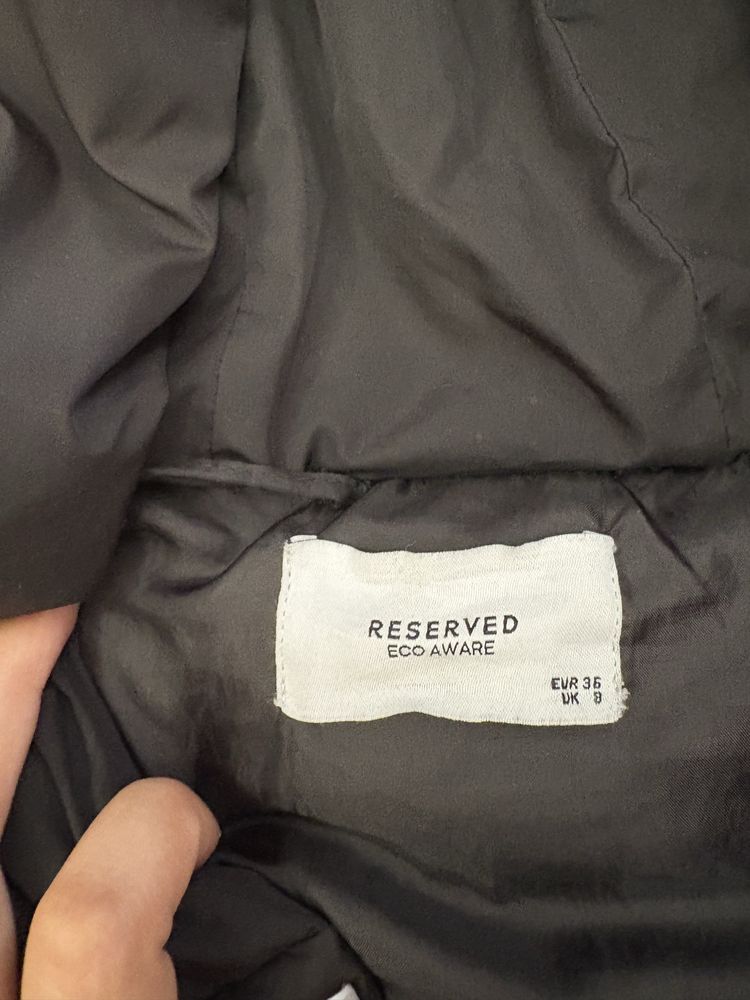 RESERVED
ECO AWARE
EUR 36
UK 8